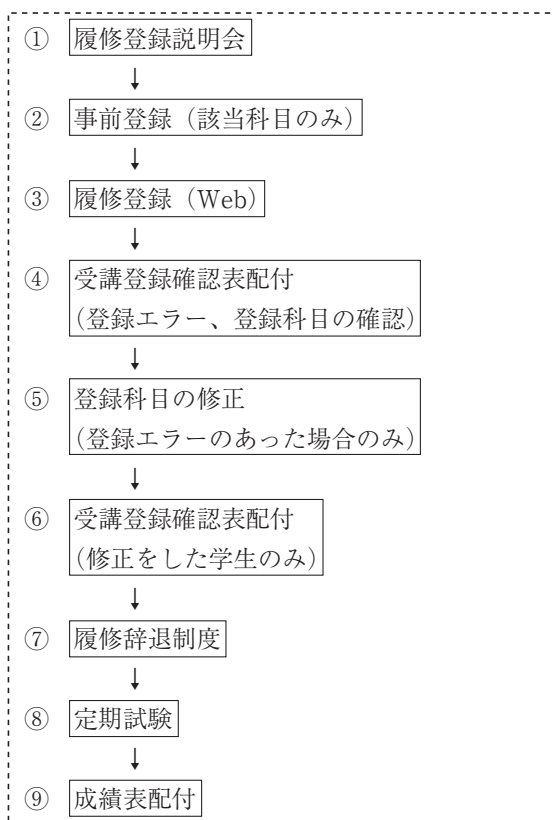 ① 履修登録説明会
↓
② 事前登録（該当科目のみ）
↓
③ 履修登録（Web）
↓
④ 受講登録確認表配付
（登録エラー、登録科目の確認）
↓
⑤ 登録科目の修正
（登録エラーのあった場合のみ）
↓
⑥ 受講登録確認表配付
（修正をした学生のみ）
↓
⑦ 履修辞退制度
↓
⑧ 定期試験
↓
⑨ 成績表配付